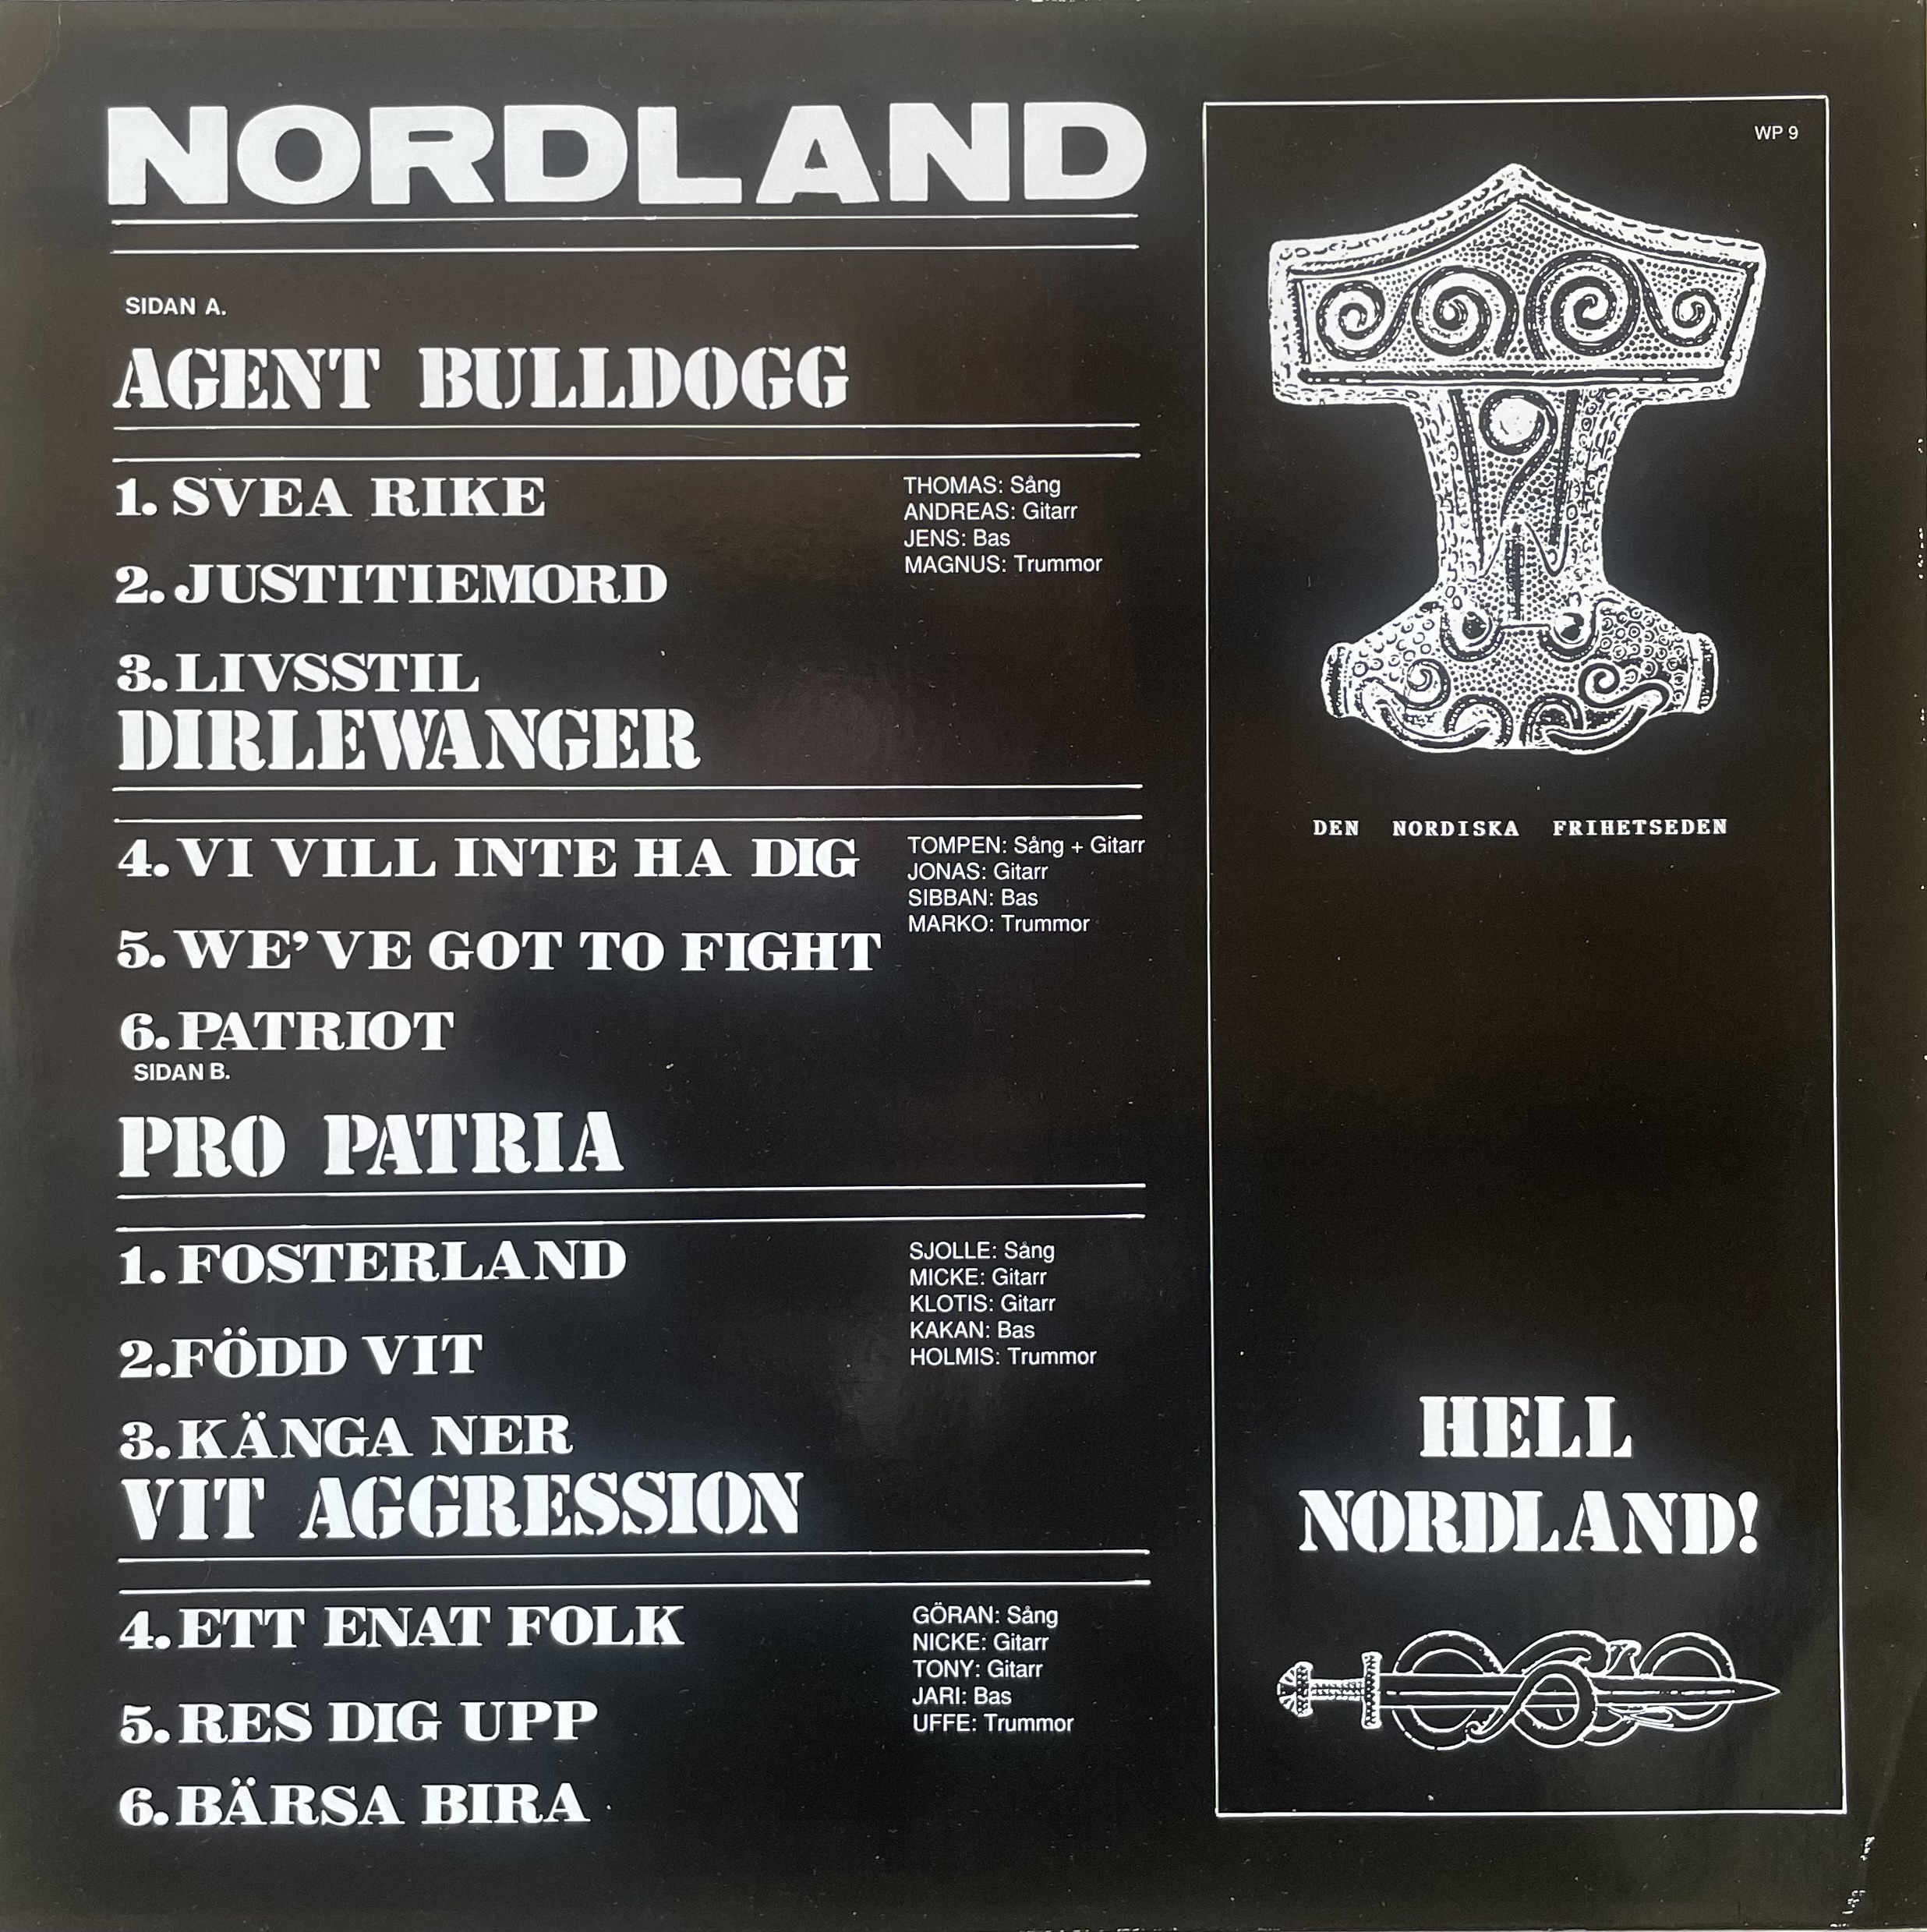 NORDLAND
SIDAN A.
AGENT BULLDOGG
1. SVEA RIKE
2. JUSTITIEMORD
3. LIVSSTIL
THOMAS: Sång
ANDREAS: Gitarr
JENS: Bas
MAGNUS: Trummor
DIRLEWANGER
4. VI VILL INTE HA DIG
5. WE'VE GOT TO FIGHT
6. PATRIOT
TOMPEN: Sång + Gitarr
JONAS: Gitarr
SIBBAN: Bas
MARKO: Trummor
SIDAN B.
PRO PATRIA
1. FOSTERLAND
2. FÖDD VIT
3. KÄNGA NER
SJOLLE: Sång
MICKE: Gitarr
KLOTIS: Gitarr
KAKAN: Bas
HOLMIS: Trummor
VIT AGGRESSION
4. ETT ENAT FOLK
5. RES DIG UPP
6. BÄRSA BIRA
GÖRAN: Sång
NICKE: Gitarr
TONY: Gitarr
JARI: Bas
UFFE: Trummor
WP 9
DEN NORDISKA FRIHETSEDEN
HELL
NORDLAND!